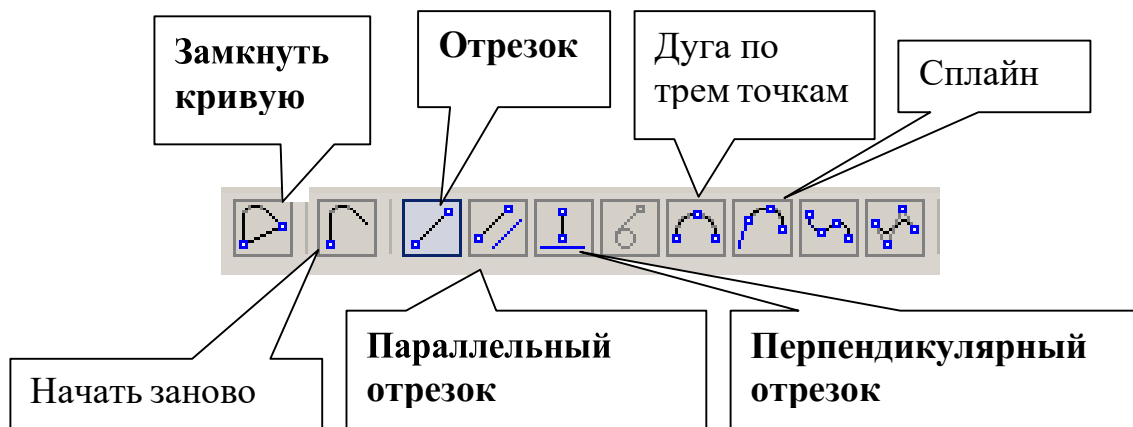 Замкнуть
кривую
Отрезок
Дуга по
трем точкам
Сплайн
Начать заново
Параллельный
отрезок
Перпендикулярный
отрезок